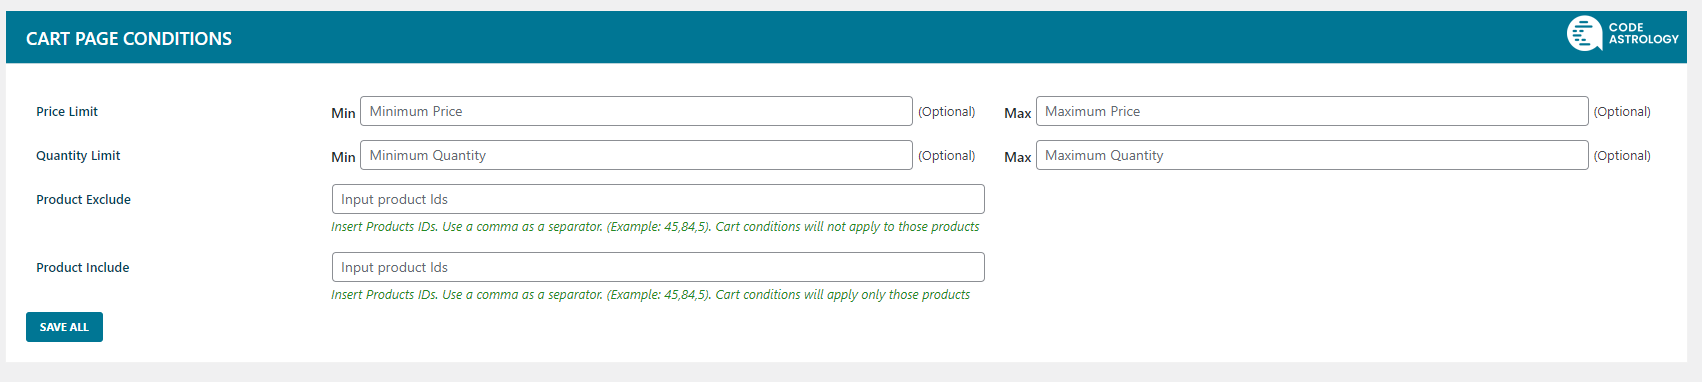 CART PAGE CONDITIONS
CODE
ASTROLOGY
Price Limit Min Minimum Price (Optional) Max Maximum Price (Optional)
Quantity Limit Min Minimum Quantity (Optional) Max Maximum Quantity (Optional)
Product Exclude Input product Ids
Insert Products IDs. Use a comma as a separator. (Example: 45,84,5). Cart conditions will not apply to those products
Product Include Input product Ids
Insert Products IDs. Use a comma as a separator. (Example: 45,84,5). Cart conditions will apply only those products
SAVE ALL